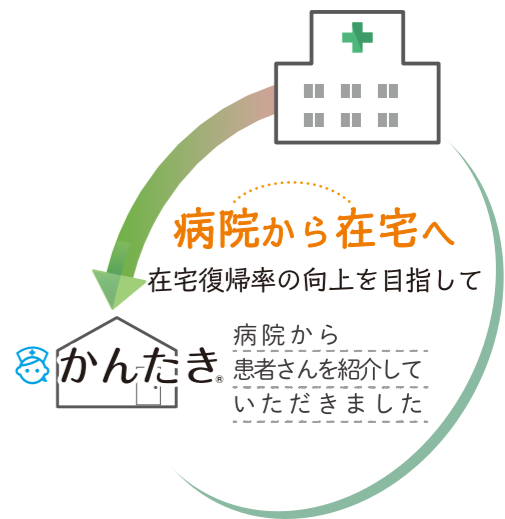 病院から在宅へ
在宅復帰率の向上を目指して
かんたき®
病院から
患者さんを紹介して
いただきました